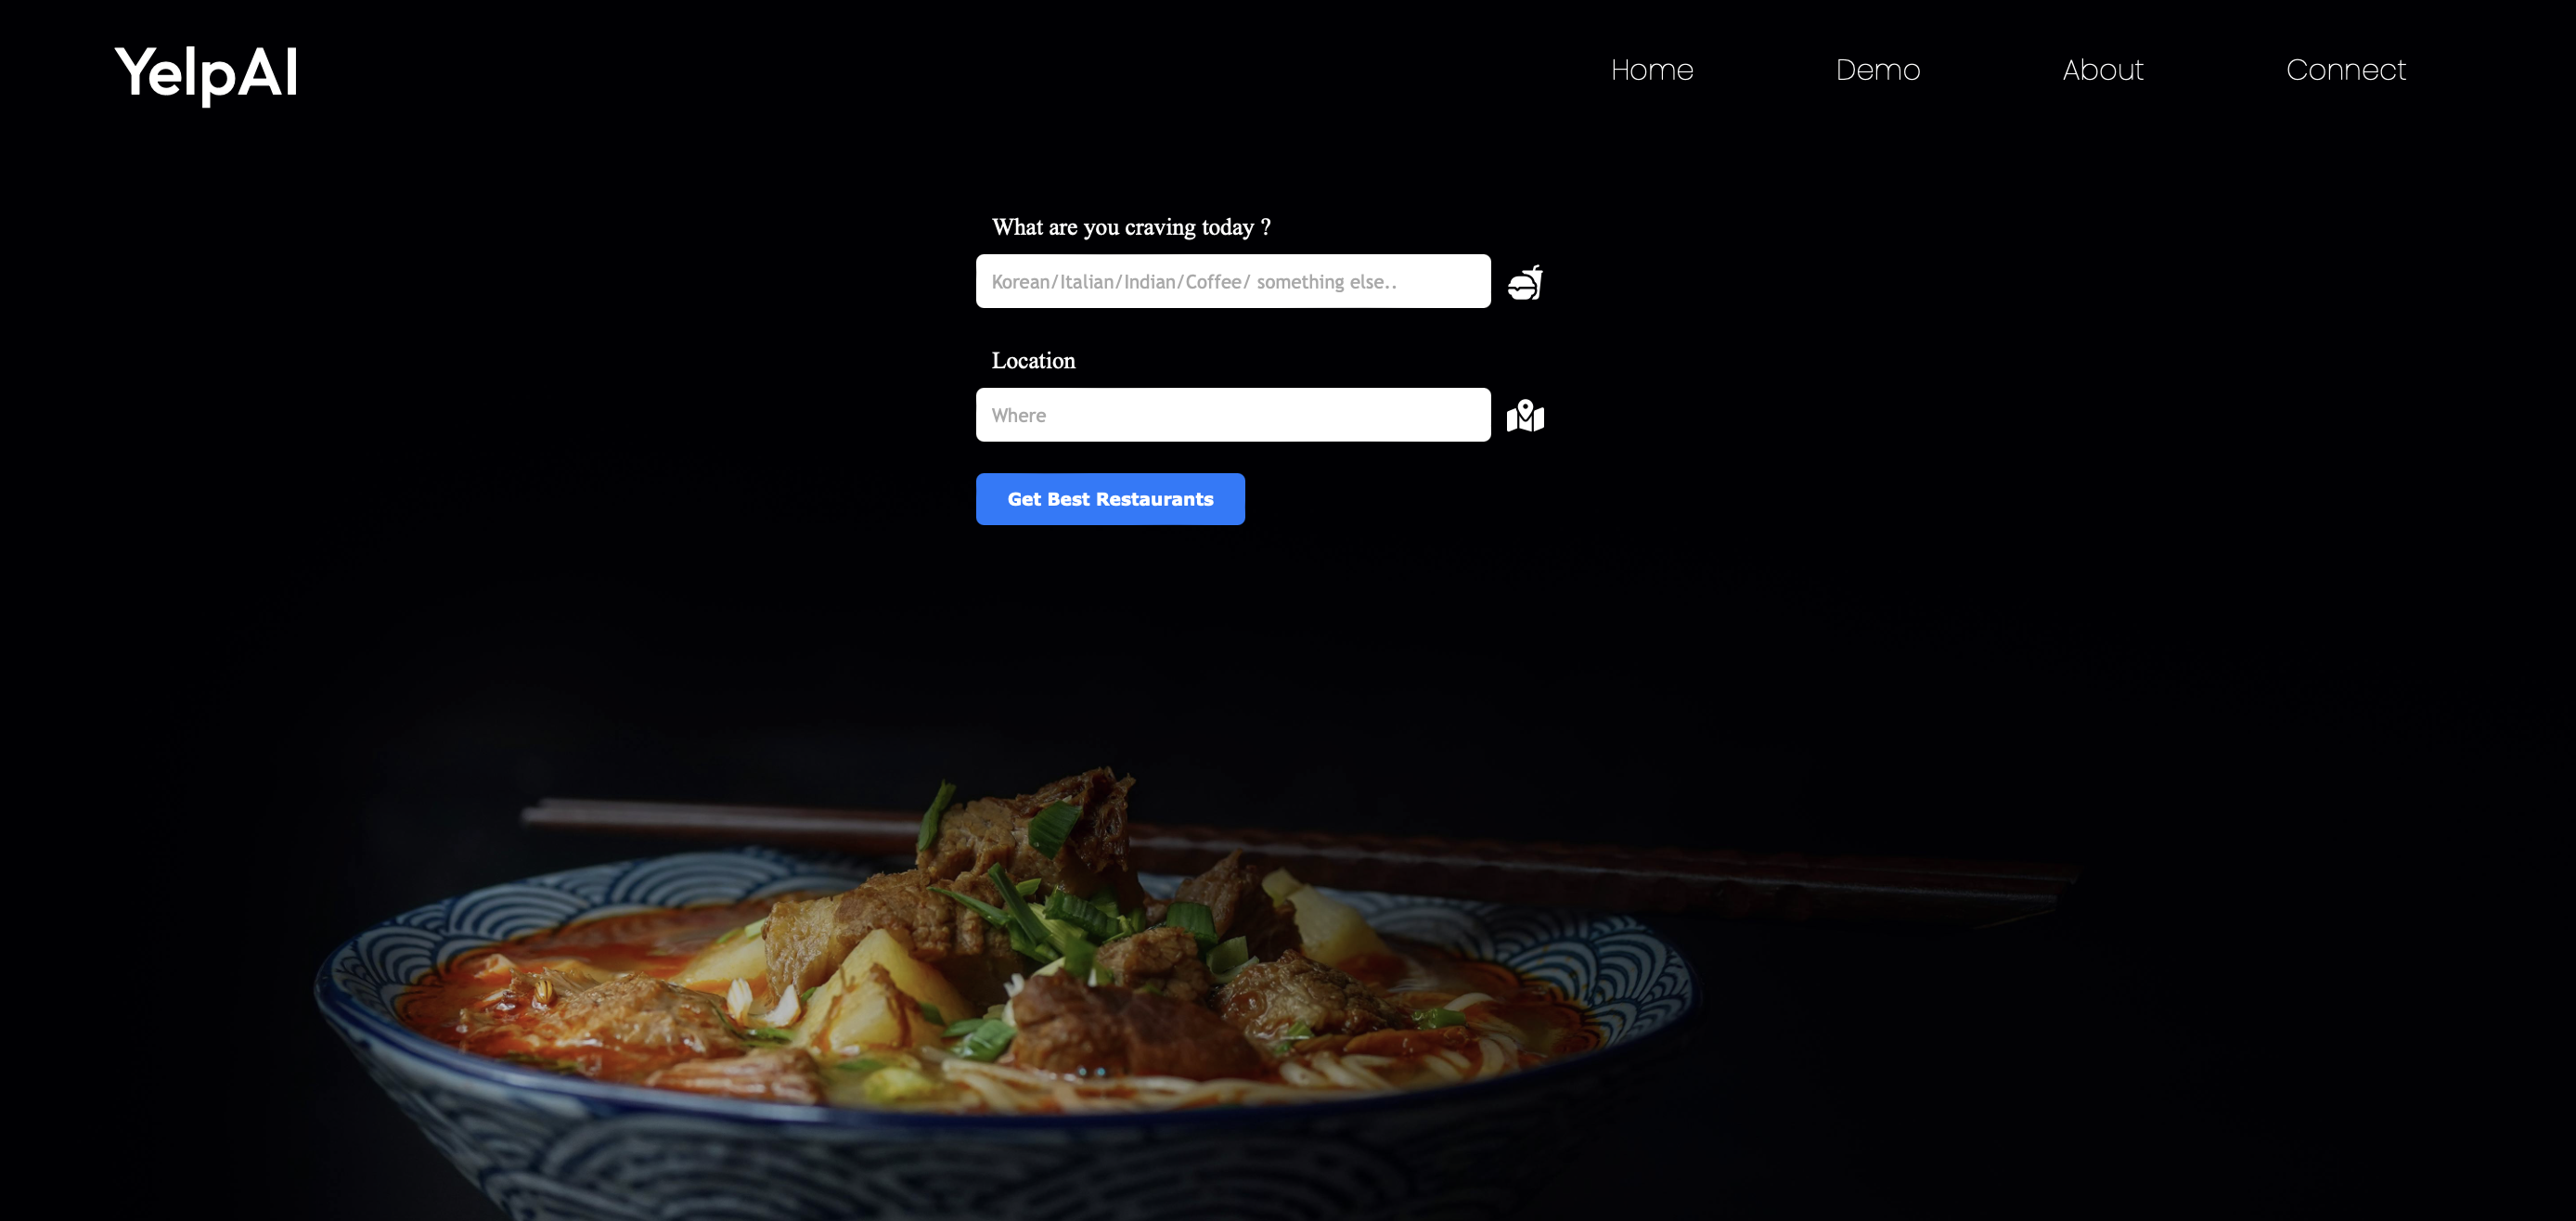 YelpAI
Home Demo About Connect
What are you craving today ?
Korean/Italian/Indian/Coffee/ something else..
Location
Where
Get Best Restaurants